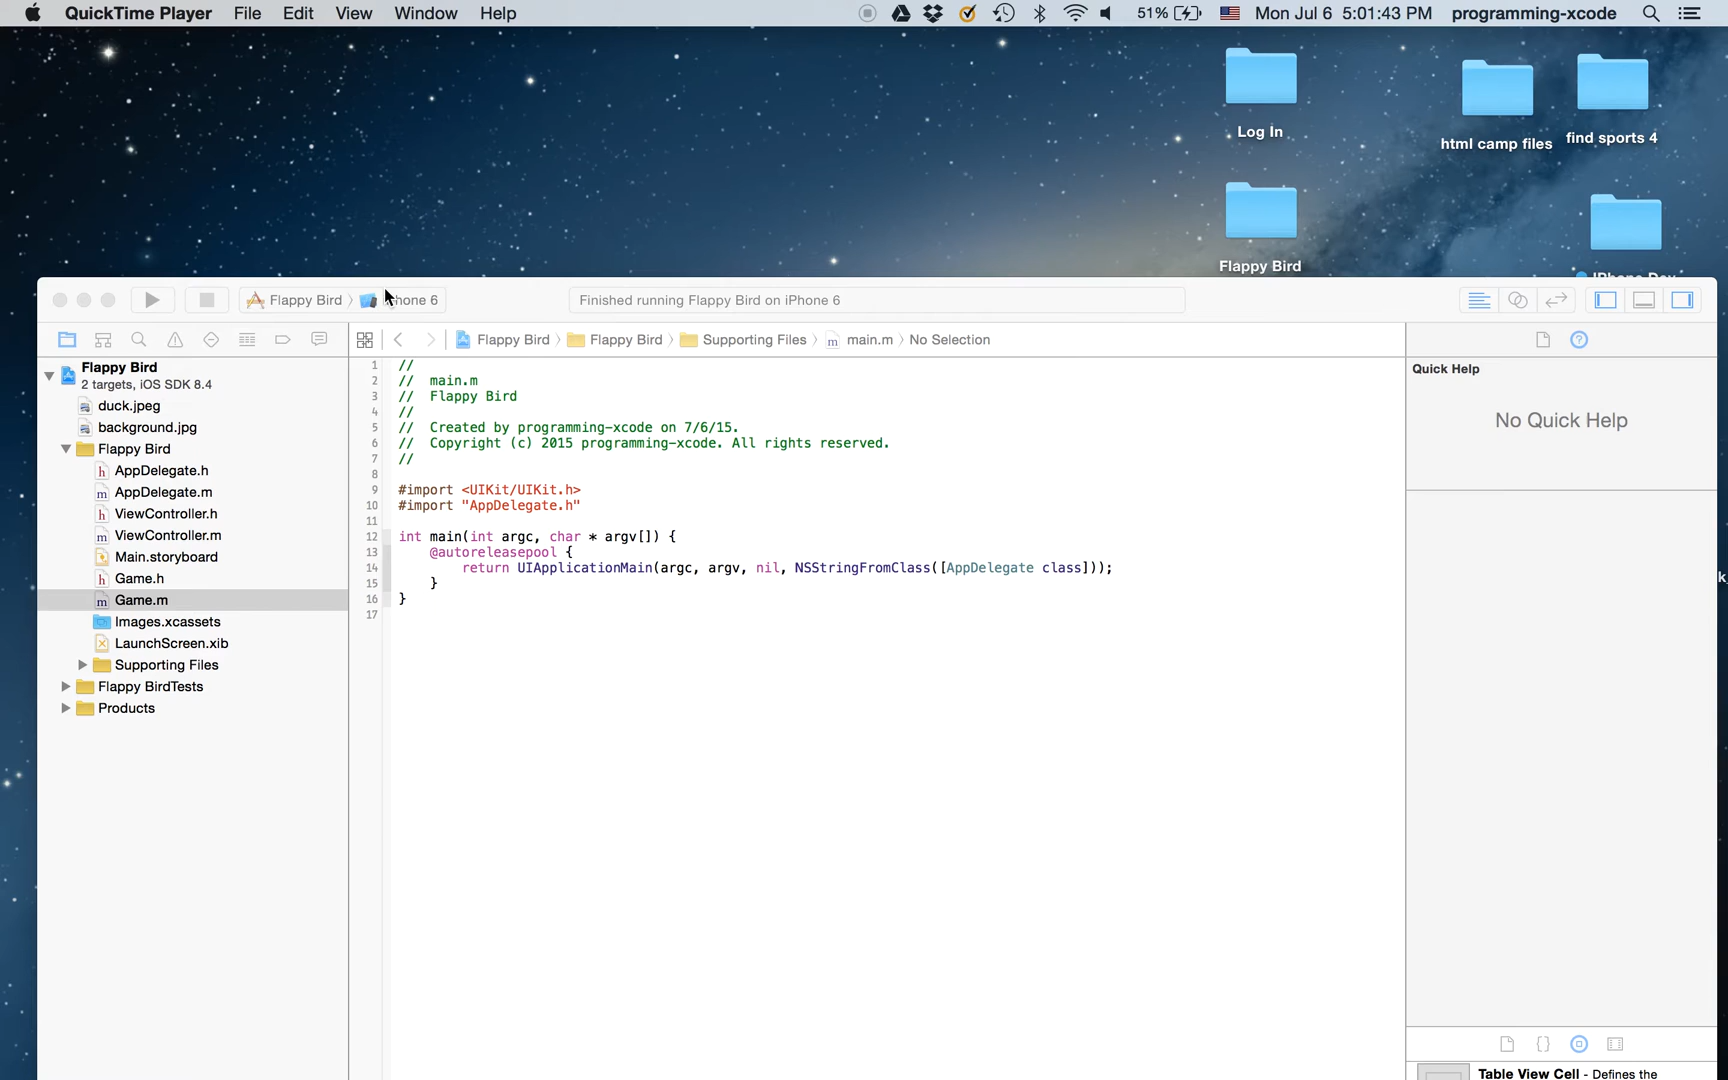 QuickTime Player File Edit View Window Help 51% Mon Jul 6 5:01:43 PM programming-xcode
Log In
html camp files
find sports 4
Flappy Bird
Flappy Bird 〉 iPhone 6
Finished running Flappy Bird on iPhone 6
Flappy Bird 〉 Flappy Bird 〉 Supporting Files 〉 m main.m 〉 No Selection
Flappy Bird
2 targets, iOS SDK 8.4
duck.jpeg
background.jpg
Flappy Bird
h AppDelegate.h
m AppDelegate.m
h ViewController.h
m ViewController.m
Main.storyboard
h Game.h
m Game.m
Images.xcassets
LaunchScreen.xib
Supporting Files
Flappy BirdTests
Products
1 //
2 // main.m
3 // Flappy Bird
4 //
5 // Created by programming-xcode on 7/6/15.
6 // Copyright (c) 2015 programming-xcode. All rights reserved.
7 //
8
9 #import <UIKit/UIKit.h>
10 #import "AppDelegate.h"
11
12 int main(int argc, char * argv[]) {
13 @autoreleasepool {
14 return UIApplicationMain(argc, argv, nil, NSStringFromClass([AppDelegate class]));
15 }
16 }
17
Quick Help
No Quick Help
Table View Cell - Defines the